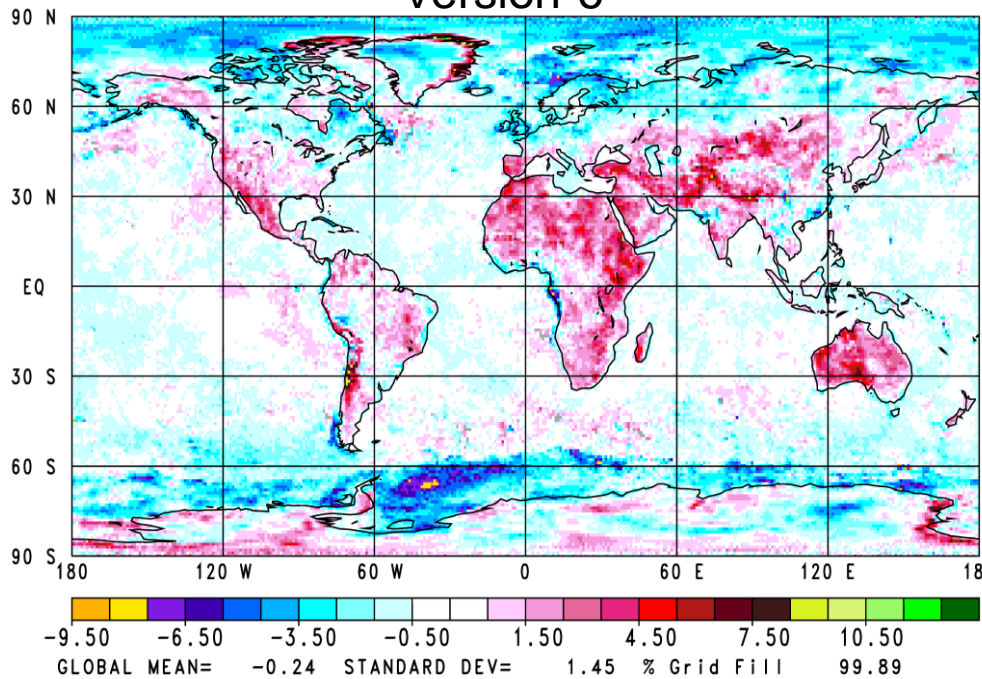 90 N
60 N
30 N
EQ
30 S
60 S
90 S
180 120 W 60 W 0 60 E 120 E 18
-9.50 -6.50 -3.50 -0.50 1.50 4.50 7.50 10.50
GLOBAL MEAN= -0.24 STANDARD DEV= 1.45 % Grid Fill 99.89